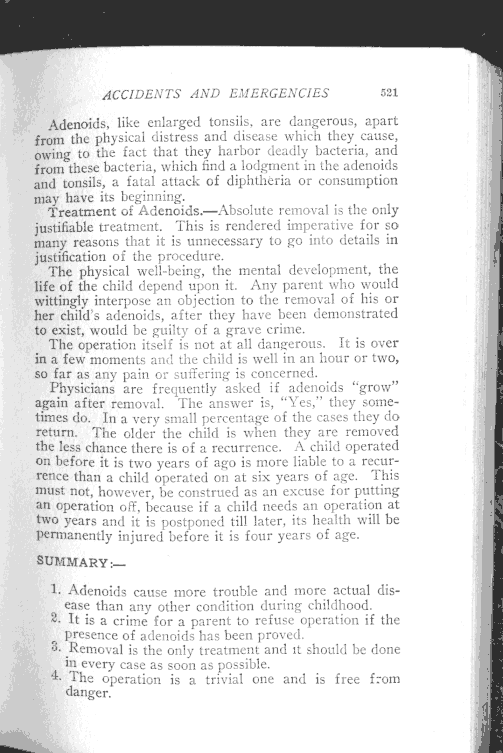 ACCIDENTS AND EMERGENCIES 521
Adenoids, like enlarged tonsils, are dangerous, apart
from the physical distress and disease which they cause,
owing to the fact that they harbor deadly bacteria, and
from these bacteria, which find a lodgment in the adenoids
and tonsils, a fatal attack of diphtheria or consumption
may have its beginning.
Treatment of Adenoids.—Absolute removal is the only
justifiable treatment. This is rendered imperative for so
many reasons that it is unnecessary to go into details in
justification of the procedure.
The physical well-being, the mental development, the
life of the child depend upon it. Any parent who would
wittingly interpose an objection to the removal of his or
her child's adenoids, after they have been demonstrated
to exist, would be guilty of a grave crime.
The operation itself is not at all dangerous. It is over
in a few moments and the child is well in an hour or two,
so far as any pain or suffering is concerned.
Physicians are frequently asked if adenoids "grow"
again after removal. The answer is, "Yes," they some-
times do. In a very small percentage of the cases they do
return. The older the child is when they are removed
the less chance there is of a recurrence. A child operated
on before it is two years of ago is more liable to a recur-
rence than a child operated on at six years of age. This
must not, however, be construed as an excuse for putting
an operation off, because if a child needs an operation at
two years and it is postponed till later, its health will be
permanently injured before it is four years of age.
SUMMARY:—
1. Adenoids cause more trouble and more actual dis-
ease than any other condition during childhood.
2. It is a crime for a parent to refuse operation if the
presence of adenoids has been proved.
3. Removal is the only treatment and it should be done
in every case as soon as possible.
4. The operation is a trivial one and is free from
danger.